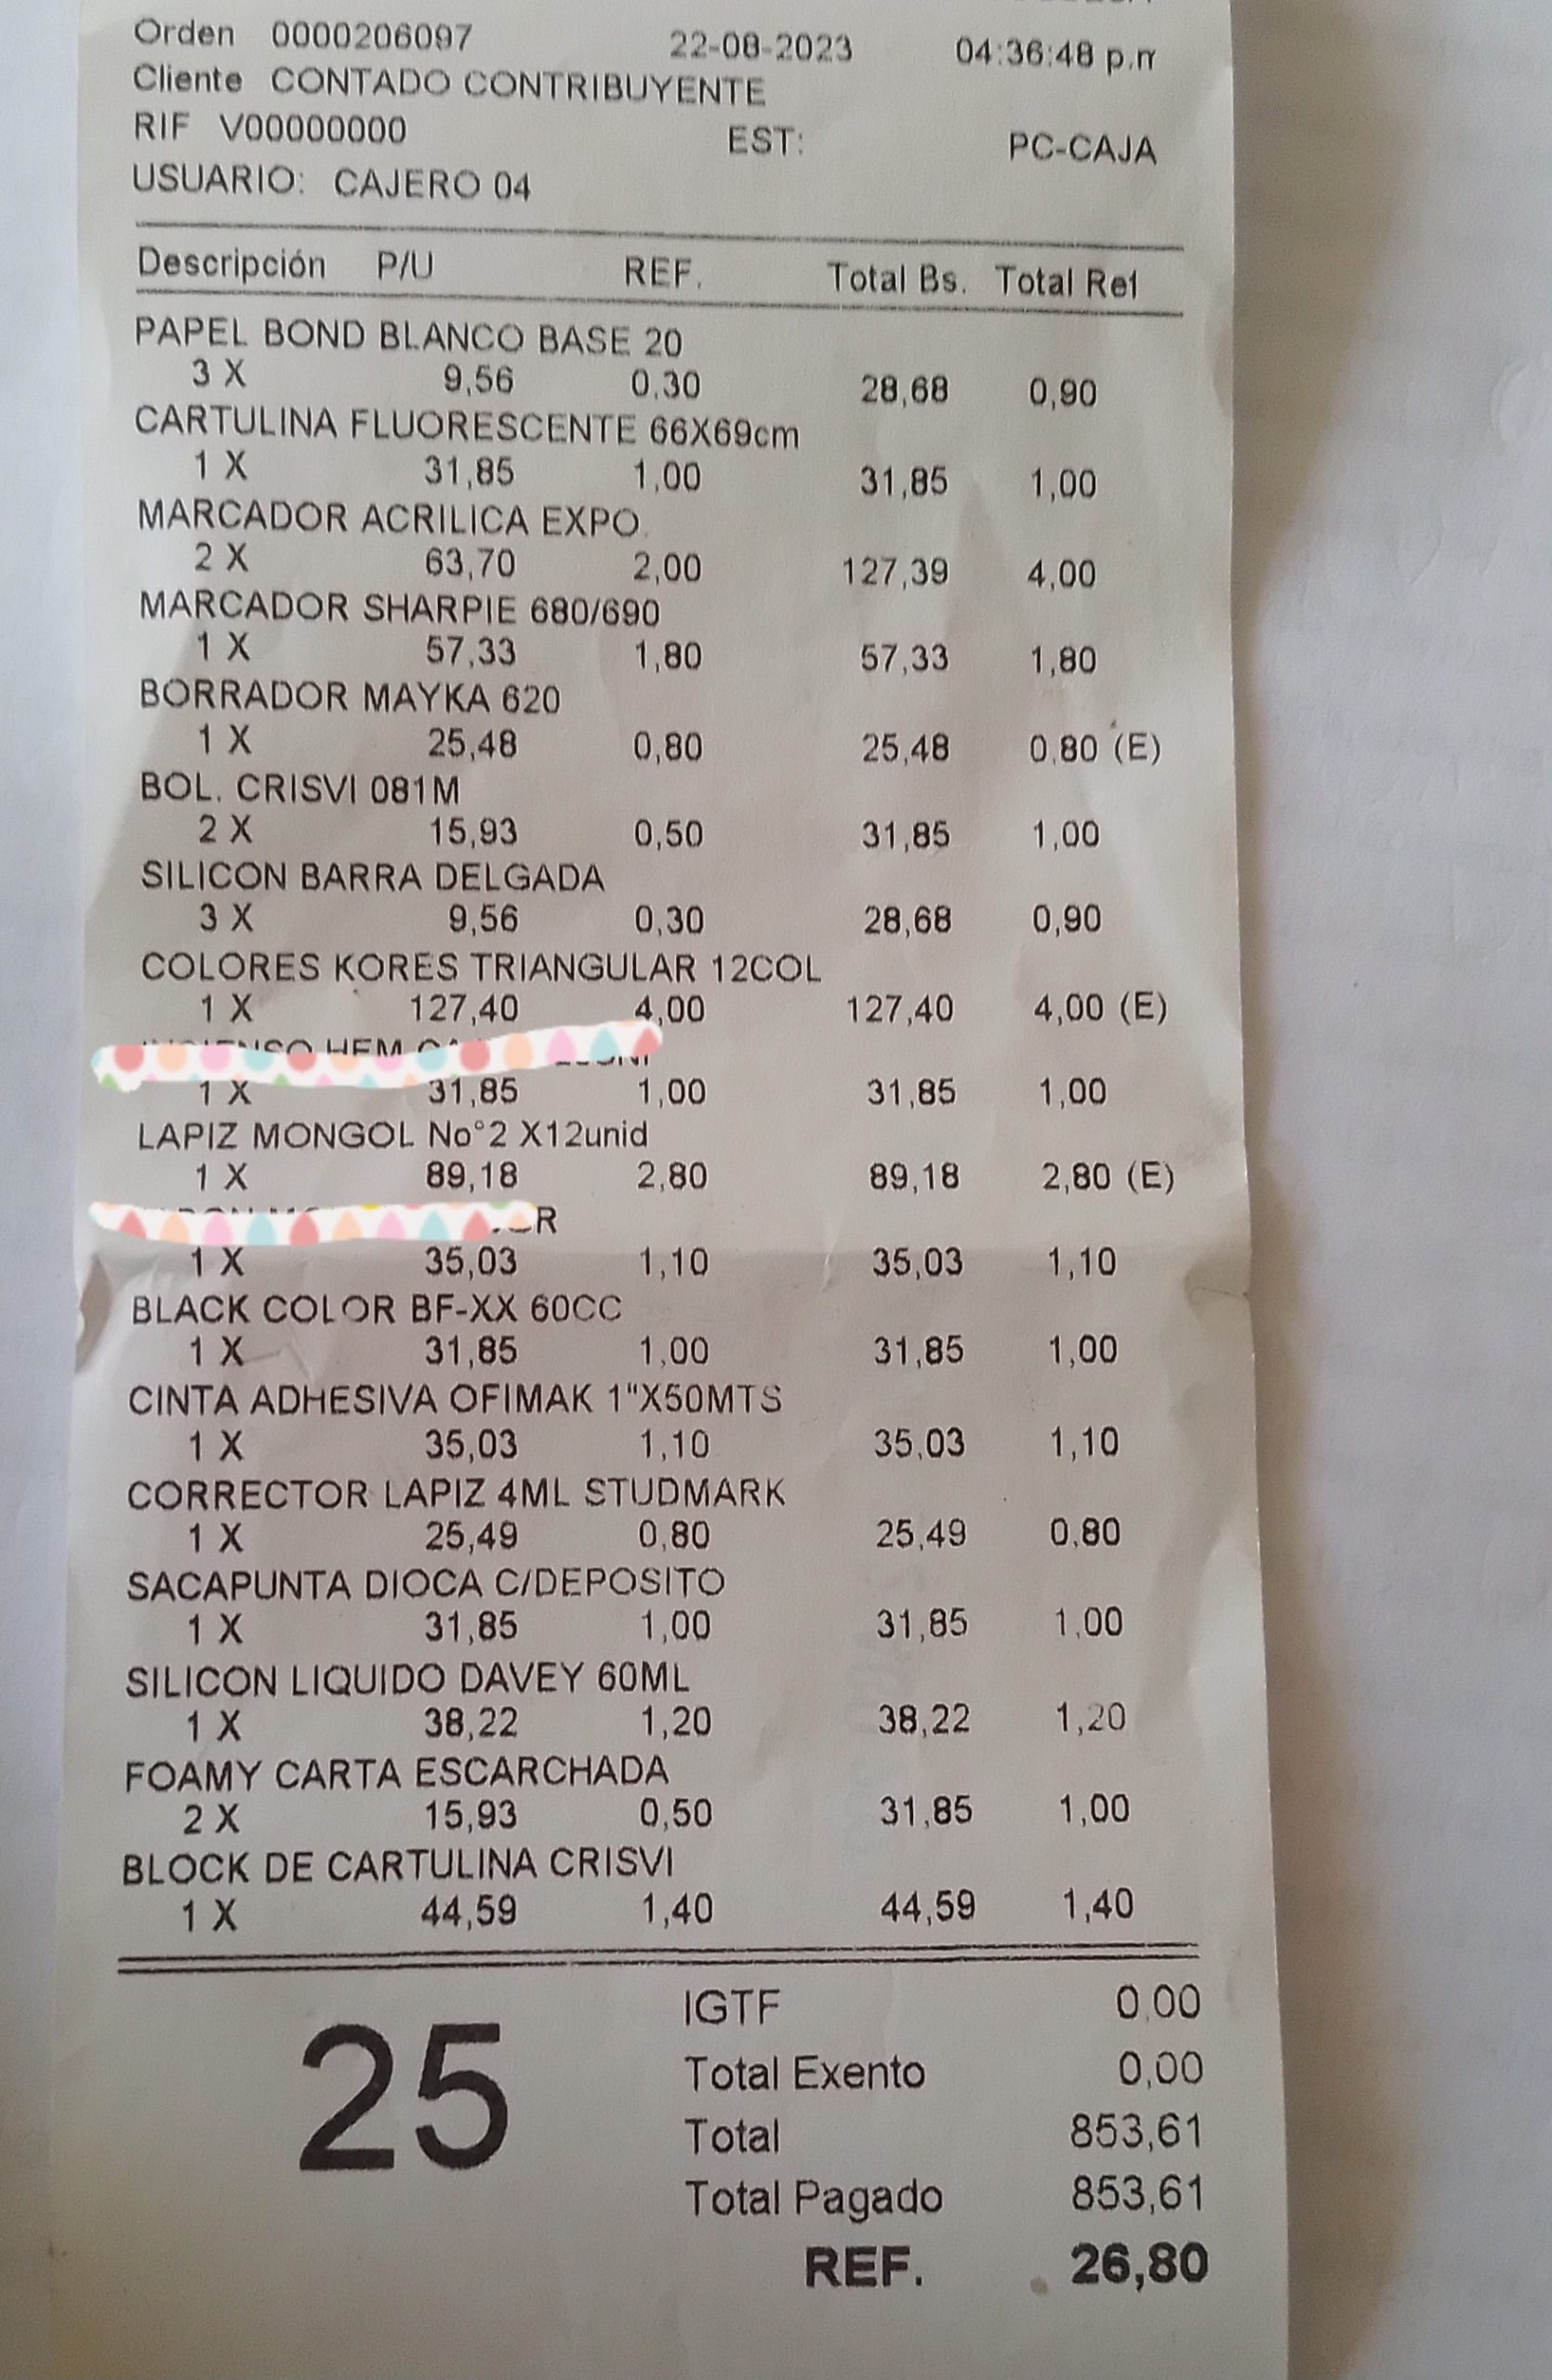 Orden 0000206097 22-08-2023 04:36:48 p.m
Cliente CONTADO CONTRIBUYENTE
RIF V00000000 EST: PC-CAJA
USUARIO: CAJERO 04
Descripción P/U REF. Total Bs. Total Ref
PAPEL BOND BLANCO BASE 20
3 X 9,56 0,30 28,68 0,90
CARTULINA FLUORESCENTE 66X69cm
1 X 31,85 1,00 31,85 1,00
MARCADOR ACRILICA EXPO.
2 X 63,70 2,00 127,39 4,00
MARCADOR SHARPIE 680/690
1 X 57,33 1,80 57,33 1,80
BORRADOR MAYKA 620
1 X 25,48 0,80 25,48 0,80 (E)
BOL. CRISVI 081M
2 X 15,93 0,50 31,85 1,00
SILICON BARRA DELGADA
3 X 9,56 0,30 28,68 0,90
COLORES KORES TRIANGULAR 12COL
1 X 127,40 4,00 127,40 4,00 (E)
HEM
1 X 31,85 1,00 31,85 1,00
LAPIZ MONGOL No°2 X12unid
1 X 89,18 2,80 89,18 2,80 (E)
1 X 35,03 1,10 35,03 1,10
BLACK COLOR BF-XX 60CC
1 X 31,85 1,00 31,85 1,00
CINTA ADHESIVA OFIMAK 1"X50MTS
1 X 35,03 1,10 35,03 1,10
CORRECTOR LAPIZ 4ML STUDMARK
1 X 25,49 0,80 25,49 0,80
SACAPUNTA DIOCA C/DEPOSITO
1 X 31,85 1,00 31,85 1,00
SILICON LIQUIDO DAVEY 60ML
1 X 38,22 1,20 38,22 1,20
FOAMY CARTA ESCARCHADA
2 X 15,93 0,50 31,85 1,00
BLOCK DE CARTULINA CRISVI
1 X 44,59 1,40 44,59 1,40
25
IGTF 0,00
Total Exento 0,00
Total 853,61
Total Pagado 853,61
REF. 26,80